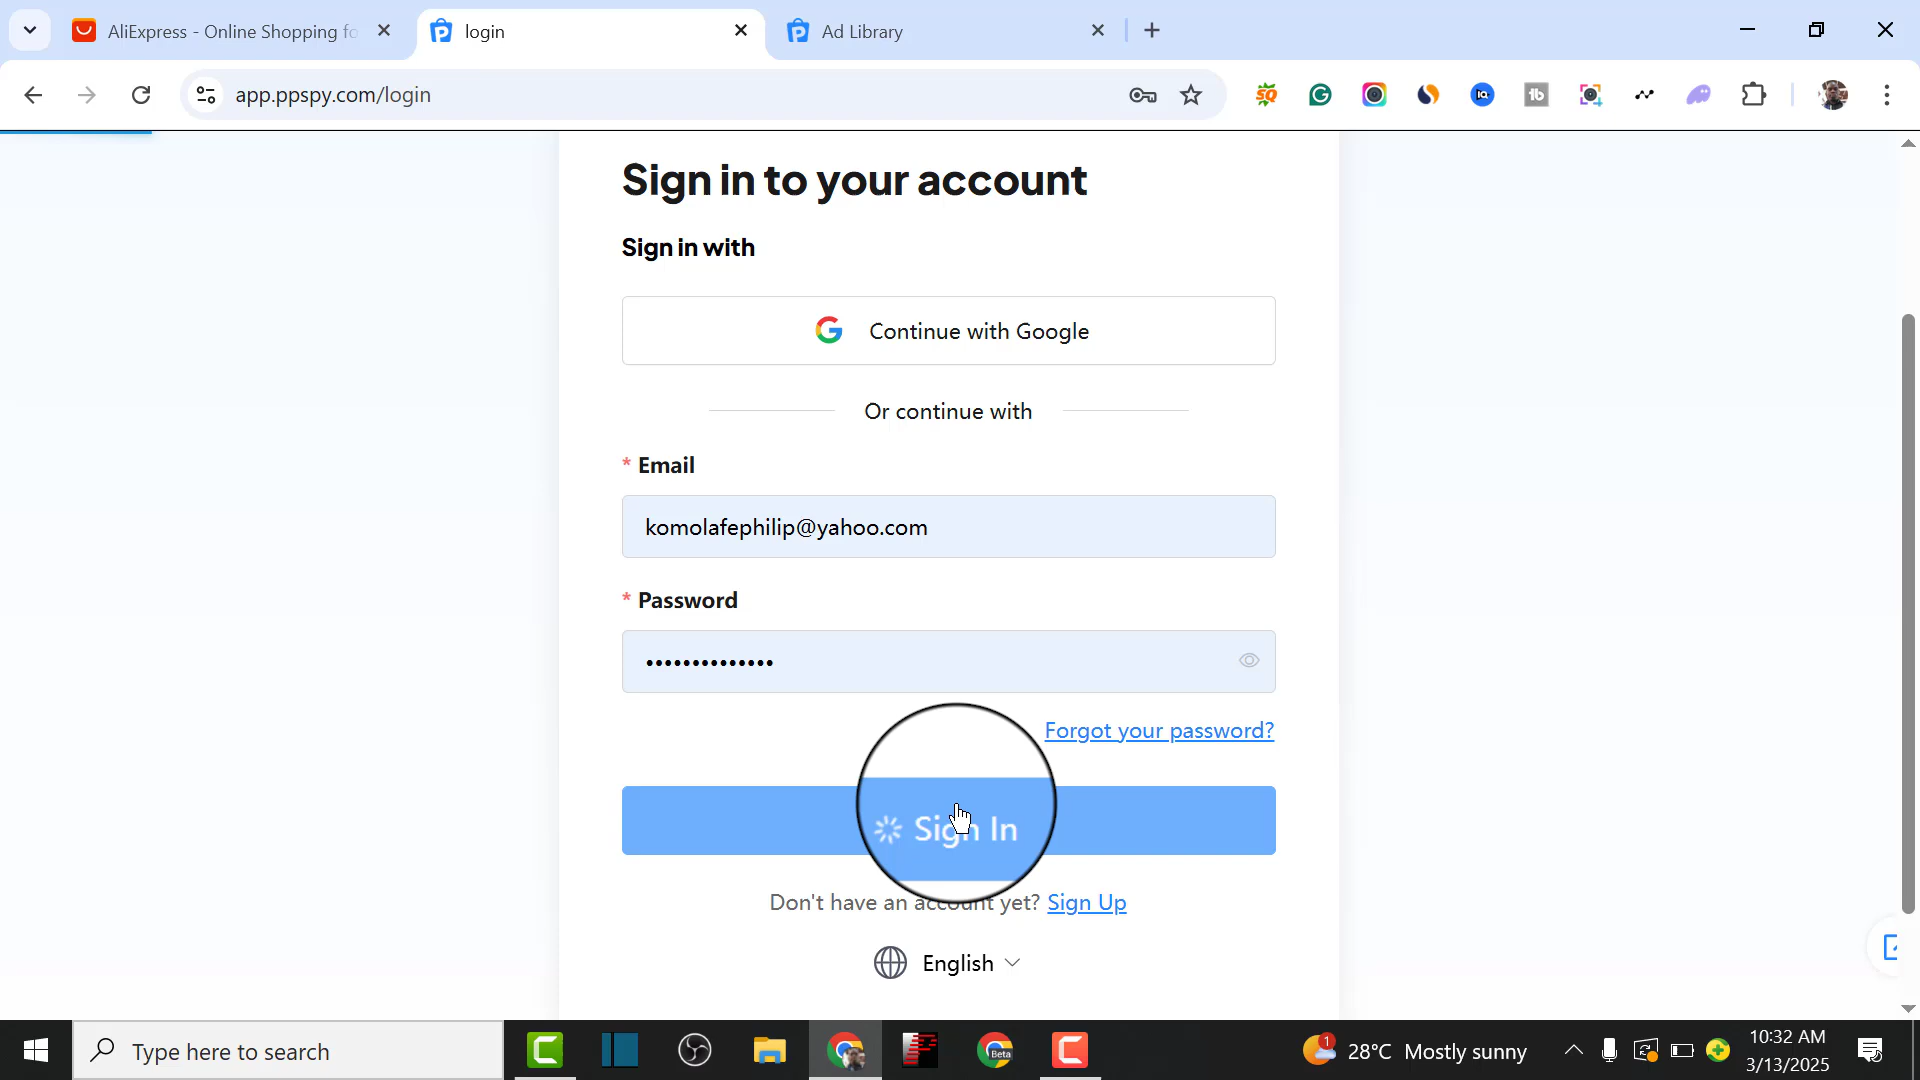 AliExpress - Online Shopping fo
login
Ad Library
app.ppspy.com/login
Sign in to your account
Sign in with
Continue with Google
Or continue with
* Email
komolafephilip@yahoo.com
* Password
••••••••••••••
Forgot your password?
Sign In
Don't have an account yet? Sign Up
English
Type here to search
Beta
1
28°C Mostly sunny
10:32 AM
3/13/2025